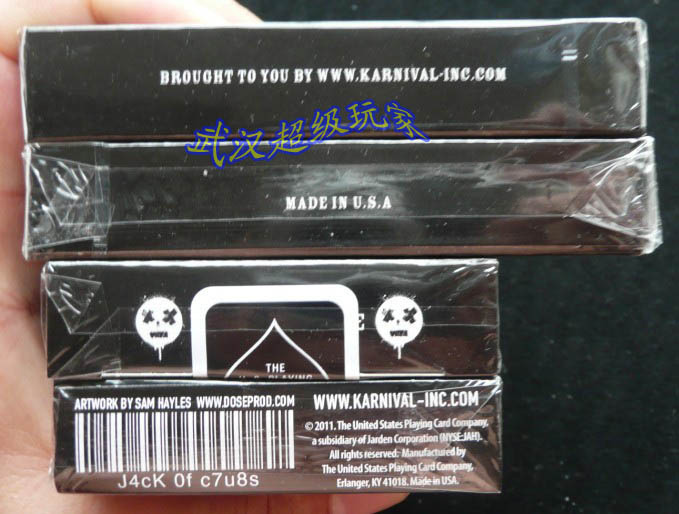 BROUGHT TO YOU BY WWW.KARNIVAL-INC.COM
武汉超级玩家
MADE IN U.S.A
E
THE
ARTWORK BY SAM HAYLES WWW.DOSEPROD.COM
WWW.KARNIVAL-INC.COM
© 2011. The United States Playing Card Company,
a subsidiary of Jarden Corporation (NYSE:JAH).
All rights reserved: Manufactured by
The United States Playing Card Company,
Erlanger, KY 41018. Made in USA.
J4cK 0f c7u8s